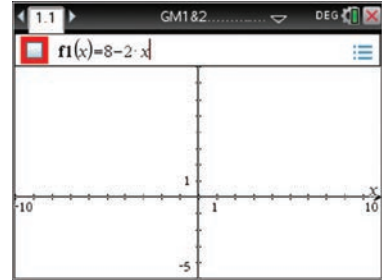 1.1 GM1&2............. DEG
f1(x)=8−2· x
1
x
-10 1 10
-5